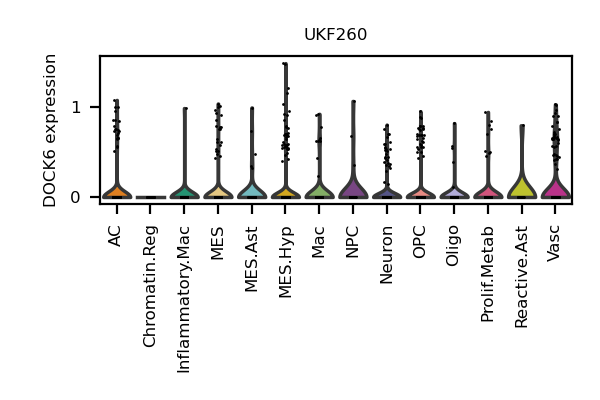 UKF260
DOCK6 expression
1
0
AC
Chromatin.Reg
Inflammatory.Mac
MES
MES.Ast
MES.Hyp
Mac
NPC
Neuron
OPC
Oligo
Prolif.Metab
Reactive.Ast
Vasc